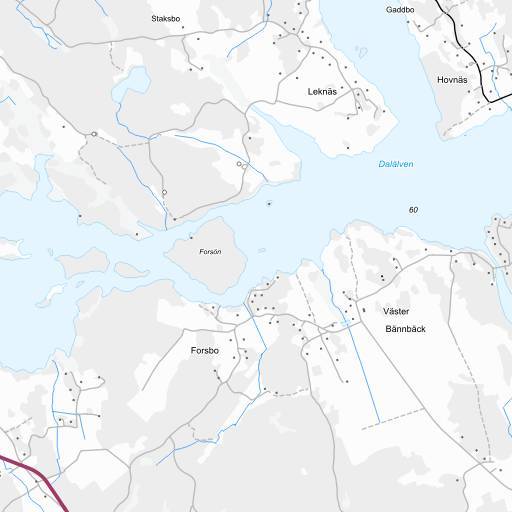 Gaddbo
Staksbo
Hovnäs
Leknäs
Dalälven
60
Forsön
Väster
Bännbäck
Forsbo